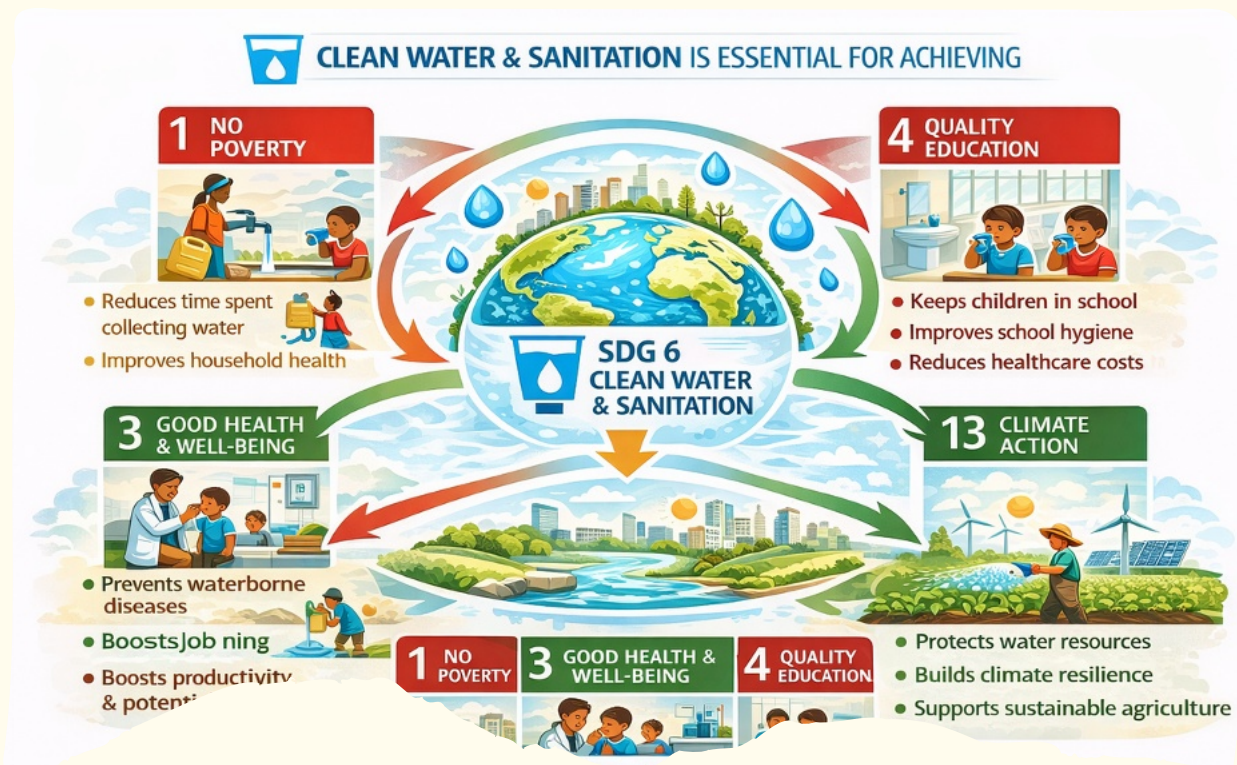 CLEAN WATER & SANITATION IS ESSENTIAL FOR ACHIEVING
1 NO
POVERTY
Reduces time spent
collecting water
Improves household health
4 QUALITY
EDUCATION
Keeps children in school
Improves school hygiene
Reduces healthcare costs
SDG 6
CLEAN WATER
& SANITATION
3 GOOD HEALTH
& WELL-BEING
Prevents waterborne
diseases
BoostsJob ning
Boosts productivity
&
13 CLIMATE
ACTION
Protects water resources
Builds climate resilience
Supports sustainable agriculture
1 NO
POVERTY
3 GOOD HEALTH &
WELL-BEING
4 QUALITY
EDUCATION